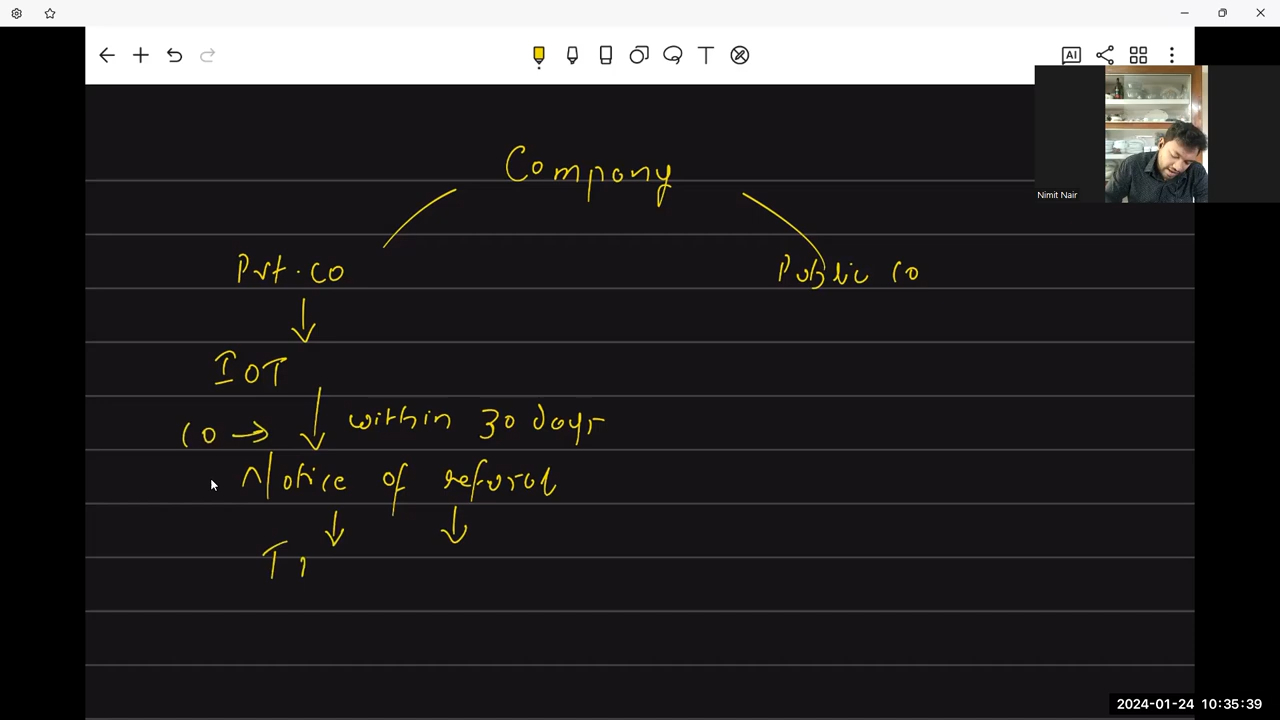 AI
Nimit Nair
Company
Pvt. Co
Public Co
IOT
Co → within 30 days
Notice of refusal
2024-01-24 10:35:39